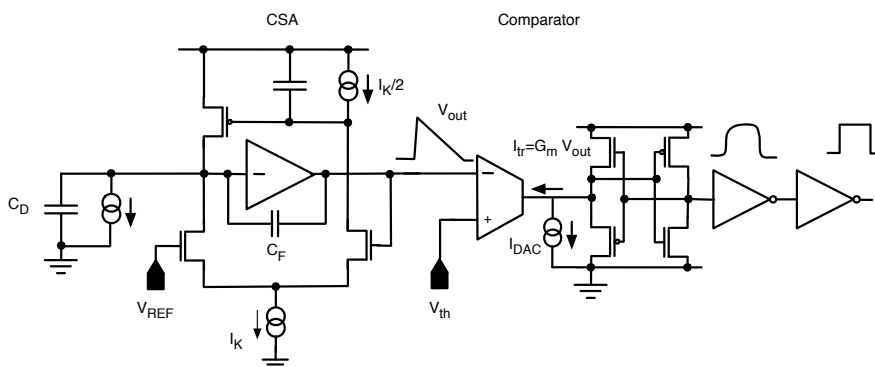 CSA
Comparator
I_K/2
V_out
I_tr=G_m V_out
C_D
C_F
I_DAC
V_REF
V_th
I_K
−
−
+